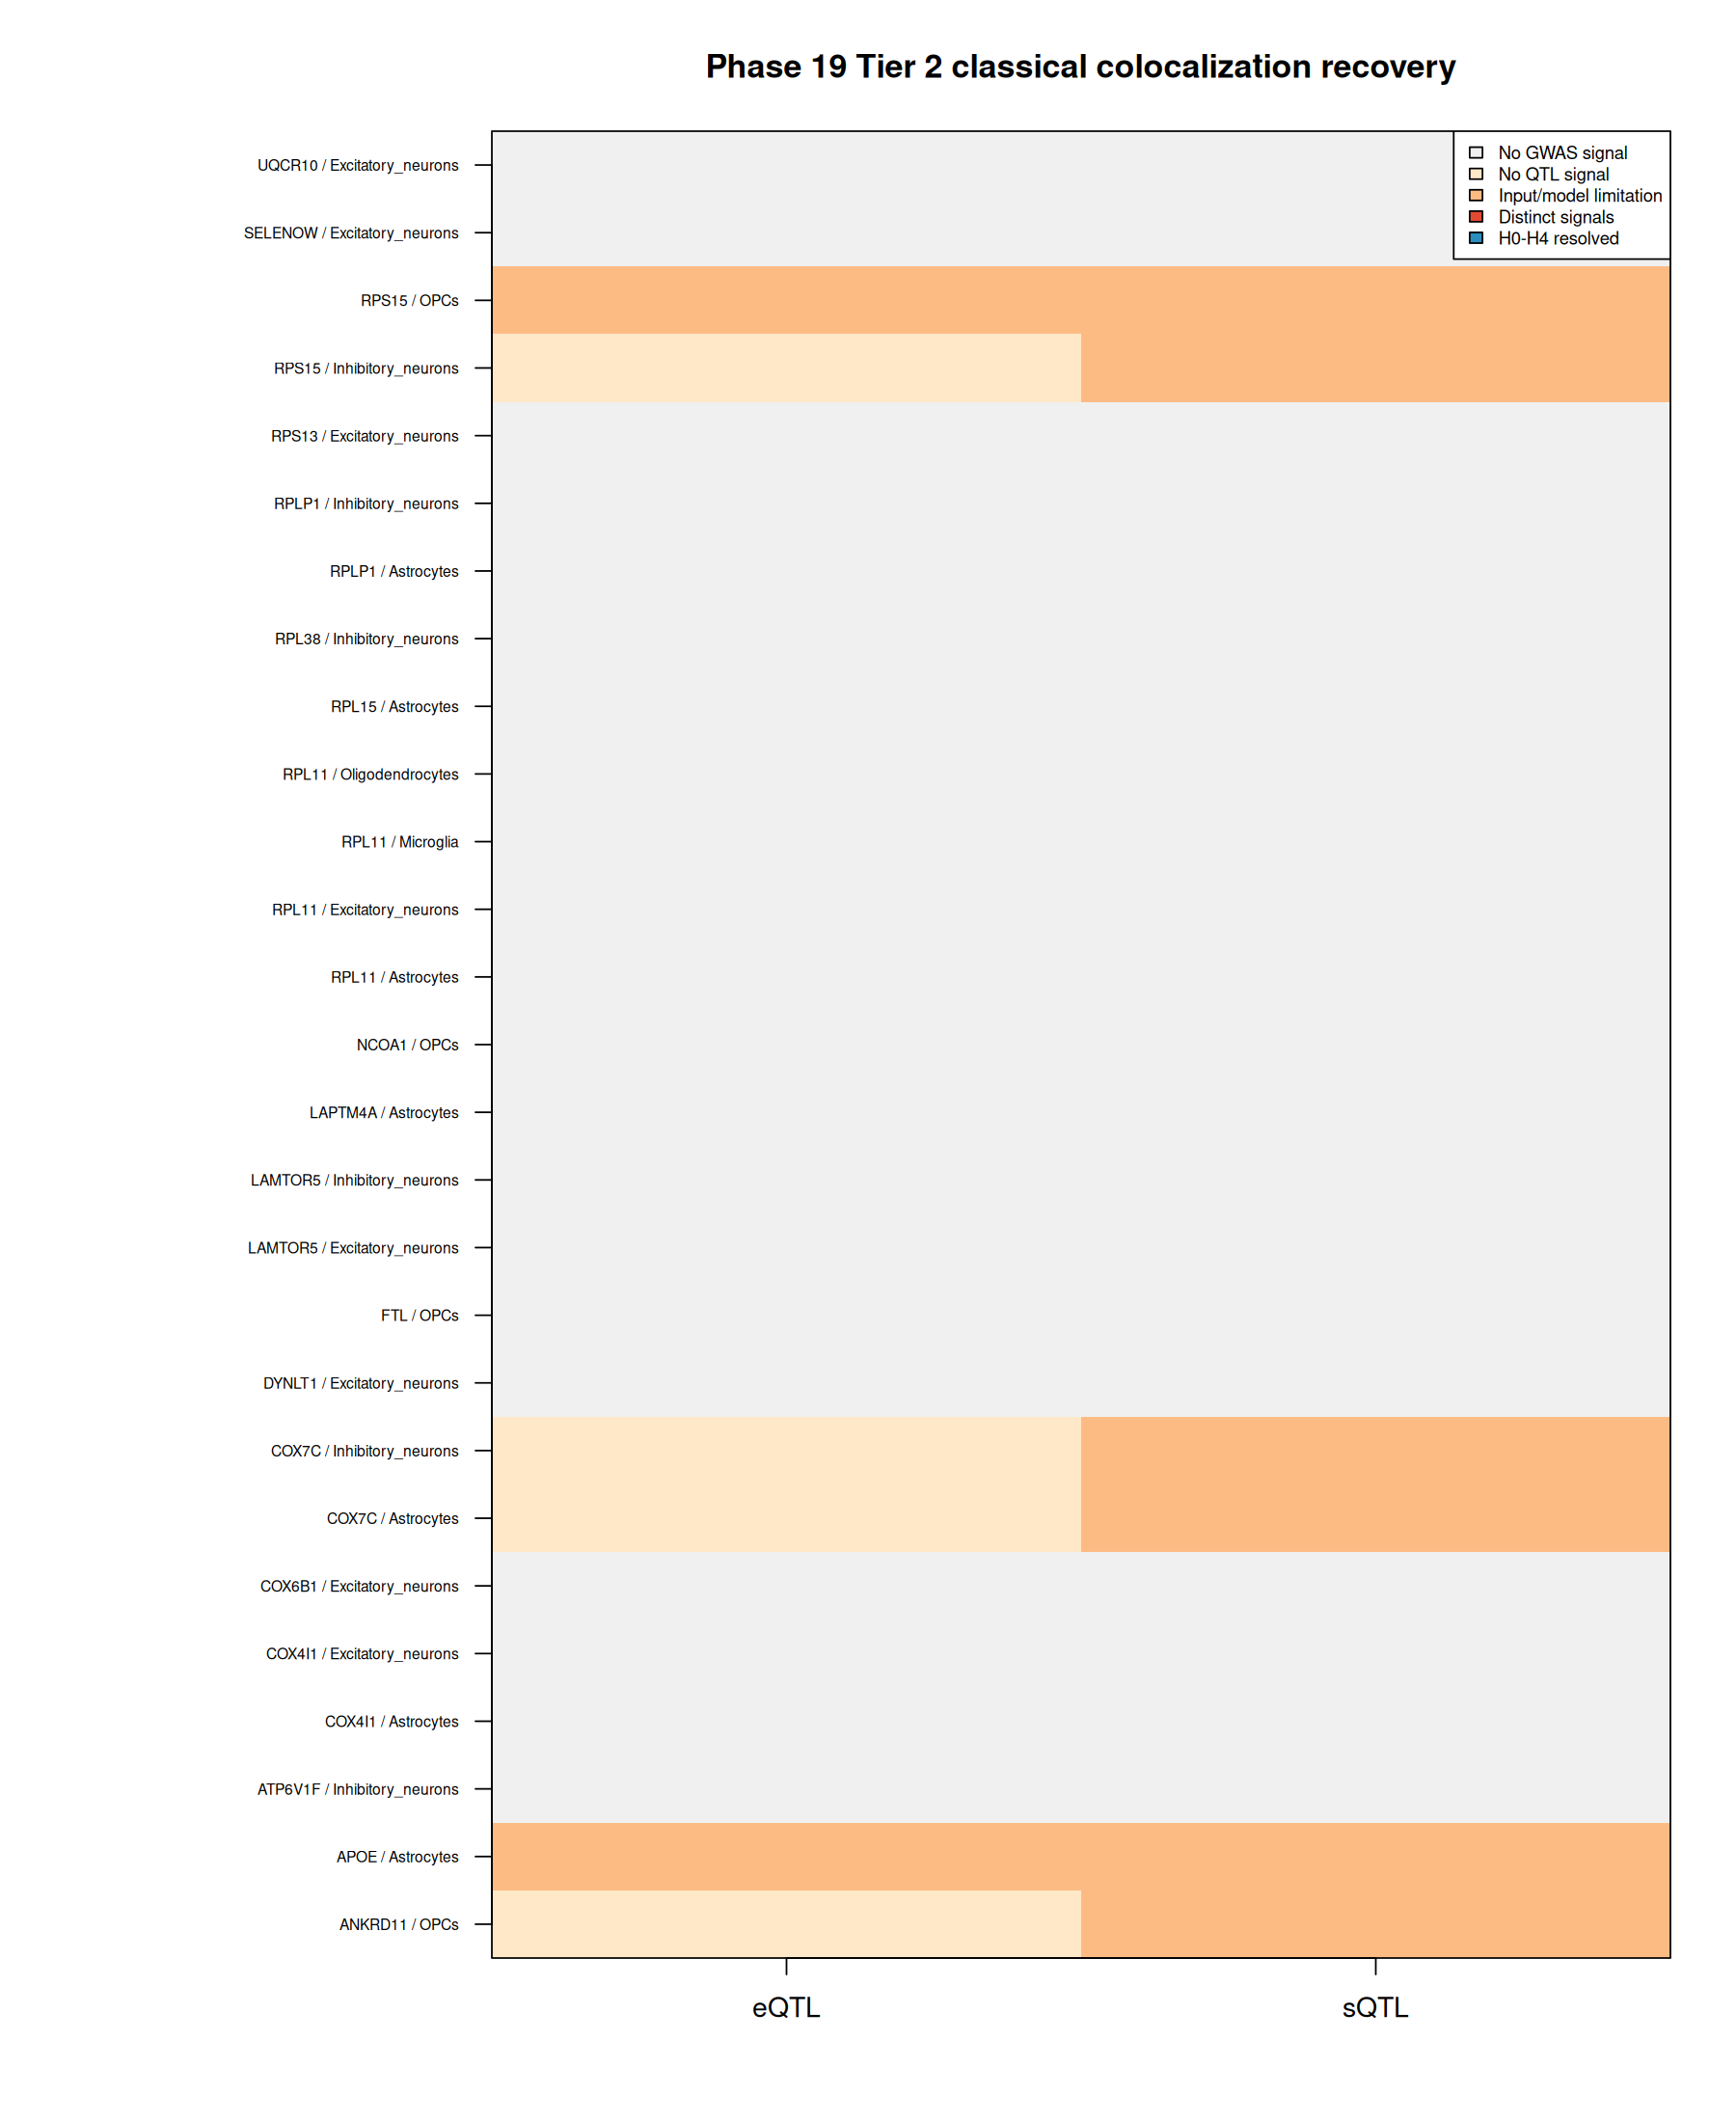 Phase 19 Tier 2 classical colocalization recovery
No GWAS signal
No QTL signal
Input/model limitation
Distinct signals
H0-H4 resolved
UQCR10 / Excitatory_neurons
SELENOW / Excitatory_neurons
RPS15 / OPCs
RPS15 / Inhibitory_neurons
RPS13 / Excitatory_neurons
RPLP1 / Inhibitory_neurons
RPLP1 / Astrocytes
RPL38 / Inhibitory_neurons
RPL15 / Astrocytes
RPL11 / Oligodendrocytes
RPL11 / Microglia
RPL11 / Excitatory_neurons
RPL11 / Astrocytes
NCOA1 / OPCs
LAPTM4A / Astrocytes
LAMTOR5 / Inhibitory_neurons
LAMTOR5 / Excitatory_neurons
FTL / OPCs
DYNLT1 / Excitatory_neurons
COX7C / Inhibitory_neurons
COX7C / Astrocytes
COX6B1 / Excitatory_neurons
COX4I1 / Excitatory_neurons
COX4I1 / Astrocytes
ATP6V1F / Inhibitory_neurons
APOE / Astrocytes
ANKRD11 / OPCs
eQTL
sQTL